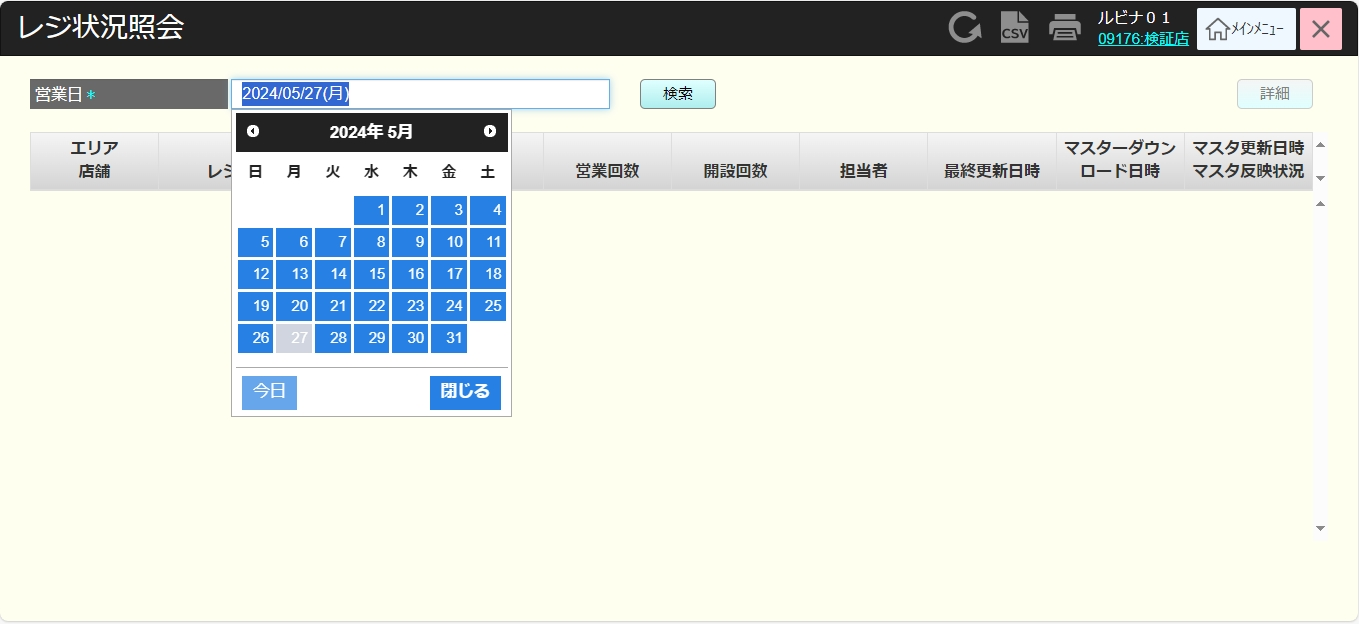 レジ状況照会
CSV
ルビナ０１
09176:検証店
ﾒｲﾝﾒﾆｭｰ
営業日*
2024/05/27(月)
検索
詳細
エリア
店舗
レジ
営業回数
開設回数
担当者
最終更新日時
マスターダウン
ロード日時
マスタ更新日時
マスタ反映状況
2024年 5月
日 月 火 水 木 金 土
1 2 3 4
5 6 7 8 9 10 11
12 13 14 15 16 17 18
19 20 21 22 23 24 25
26 27 28 29 30 31
今日
閉じる